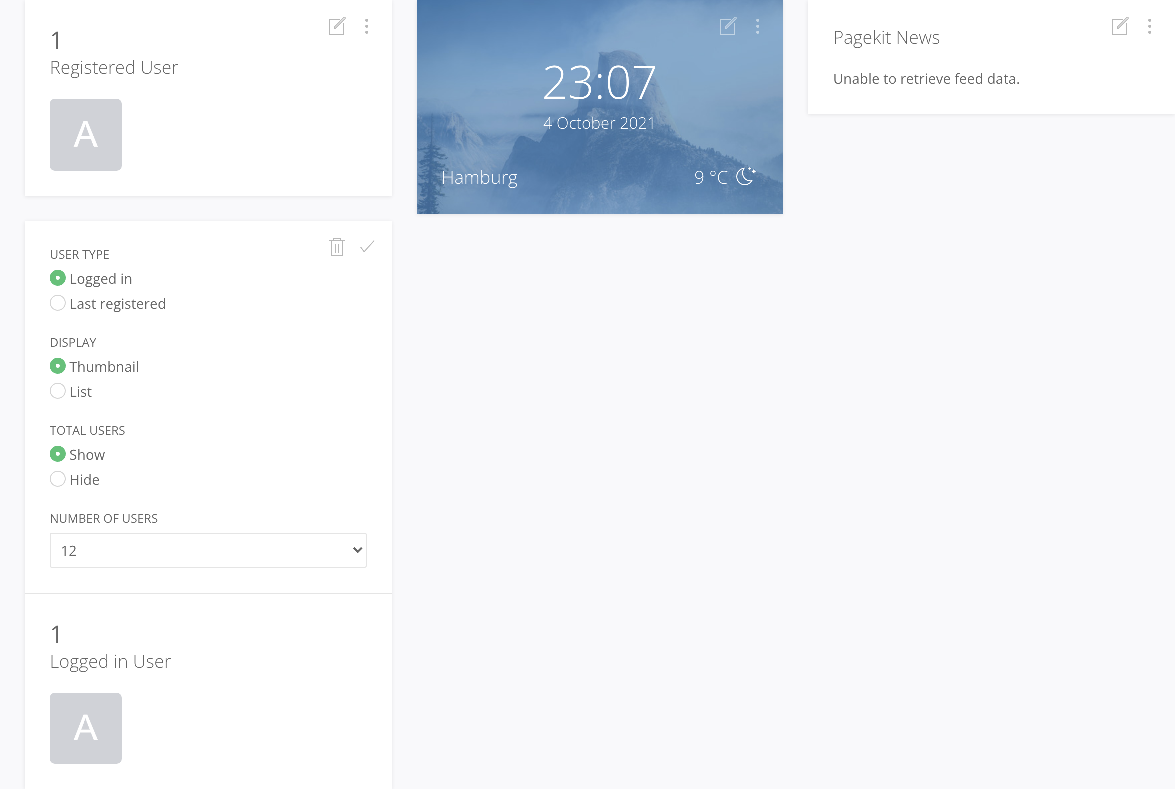 1
Registered User
A
USER TYPE
Logged in
Last registered
DISPLAY
Thumbnail
List
TOTAL USERS
Show
Hide
NUMBER OF USERS
12
1
Logged in User
A
23:07
4 October 2021
Hamburg
9 °C
Pagekit News
Unable to retrieve feed data.